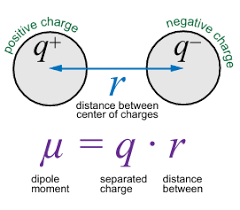 positive charge
negative charge
q+
q−
r
distance between
center of charges
μ = q · r
dipole
moment
separated
charge
distance
between